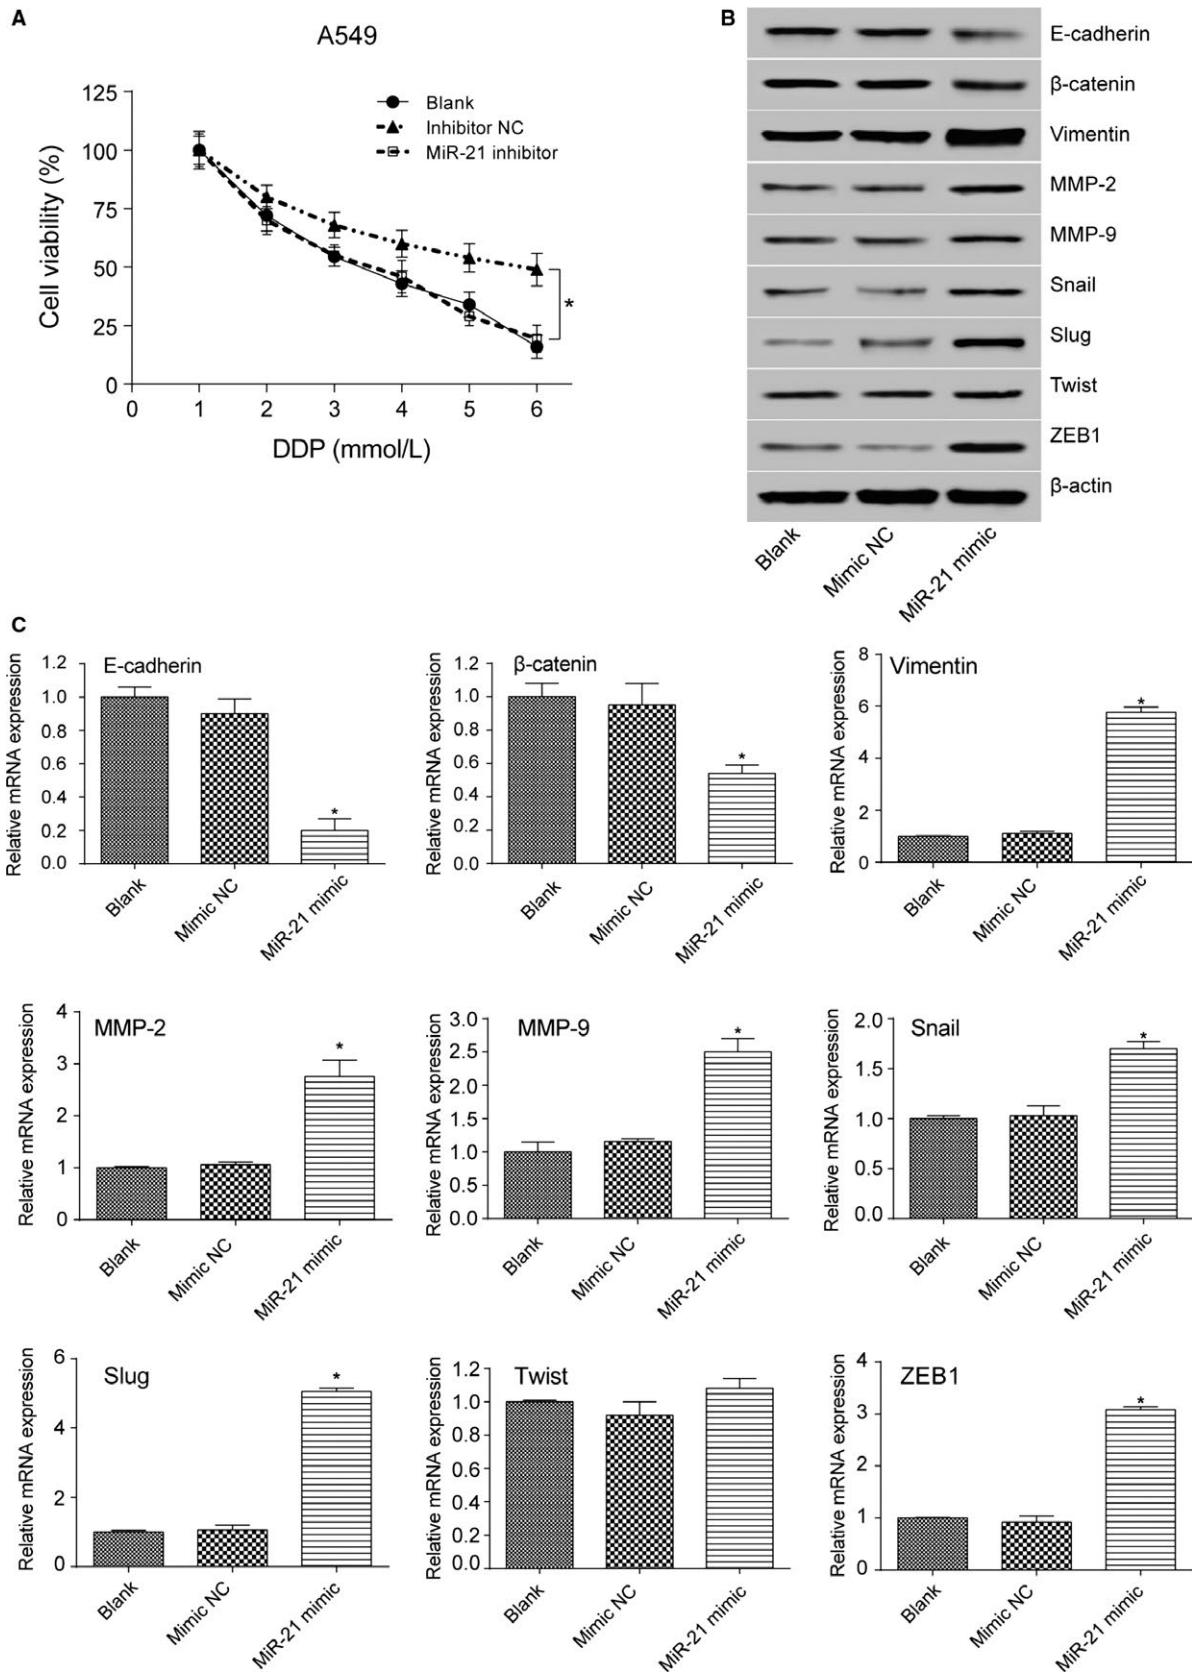 A
A549
125
100
75
50
25
0
0 1 2 3 4 5 6
Cell viability (%)
DDP (mmol/L)
Blank
Inhibitor NC
MiR-21 inhibitor
*
B
E-cadherin
β-catenin
Vimentin
MMP-2
MMP-9
Snail
Slug
Twist
ZEB1
β-actin
Blank
Mimic NC
MiR-21 mimic
C
E-cadherin
Relative mRNA expression
1.2
1.0
0.8
0.6
0.4
0.2
0.0
*
Blank
Mimic NC
MiR-21 mimic
β-catenin
Relative mRNA expression
1.2
1.0
0.8
0.6
0.4
0.2
0.0
*
Blank
Mimic NC
MiR-21 mimic
Vimentin
Relative mRNA expression
8
6
4
2
0
*
Blank
Mimic NC
MiR-21 mimic
MMP-2
Relative mRNA expression
4
3
2
1
0
*
Blank
Mimic NC
MiR-21 mimic
MMP-9
Relative mRNA expression
3.0
2.5
2.0
1.5
1.0
0.5
0.0
*
Blank
Mimic NC
MiR-21 mimic
Snail
Relative mRNA expression
2.0
1.5
1.0
0.5
0.0
*
Blank
Mimic NC
MiR-21 mimic
Slug
Relative mRNA expression
6
4
2
0
*
Blank
Mimic NC
MiR-21 mimic
Twist
Relative mRNA expression
1.2
1.0
0.8
0.6
0.4
0.2
0.0
Blank
Mimic NC
MiR-21 mimic
ZEB1
Relative mRNA expression
4
3
2
1
0
*
Blank
Mimic NC
MiR-21 mimic